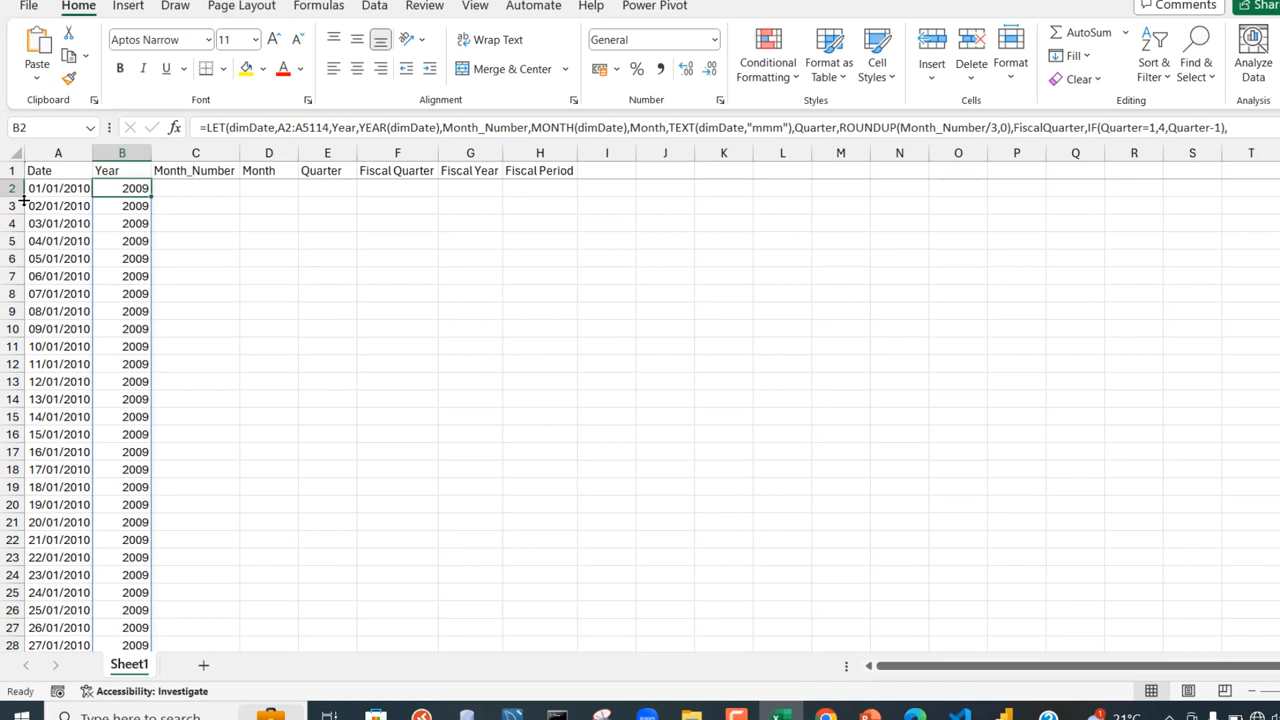 File Home Insert Draw Page Layout Formulas Data Review View Automate Help Power Pivot Comments
Aptos Narrow 11 Wrap Text General AutoSum
Fill
Paste B I U Merge & Center Conditional Formatting Format as Table Cell Styles Insert Delete Format Clear Sort & Filter Find & Select Analyze Data
Clipboard Font Alignment Number Styles Cells Editing Analysis
B2 fx =LET(dimDate,A2:A5114,Year,YEAR(dimDate),Month_Number,MONTH(dimDate),Month,TEXT(dimDate,"mmm"),Quarter,ROUNDUP(Month_Number/3,0),FiscalQuarter,IF(Quarter=1,4,Quarter-1),
A B C D E F G H I J K L M N O P Q R S T
1 Date Year Month_Number Month Quarter Fiscal Quarter Fiscal Year Fiscal Period
2 01/01/2010 2009
3 02/01/2010 2009
4 03/01/2010 2009
5 04/01/2010 2009
6 05/01/2010 2009
7 06/01/2010 2009
8 07/01/2010 2009
9 08/01/2010 2009
10 09/01/2010 2009
11 10/01/2010 2009
12 11/01/2010 2009
13 12/01/2010 2009
14 13/01/2010 2009
15 14/01/2010 2009
16 15/01/2010 2009
17 16/01/2010 2009
18 17/01/2010 2009
19 18/01/2010 2009
20 19/01/2010 2009
21 20/01/2010 2009
22 21/01/2010 2009
23 22/01/2010 2009
24 23/01/2010 2009
25 24/01/2010 2009
26 25/01/2010 2009
27 26/01/2010 2009
28 27/01/2010 2009
Sheet1
Ready Accessibility: Investigate
Type here to search 21°C